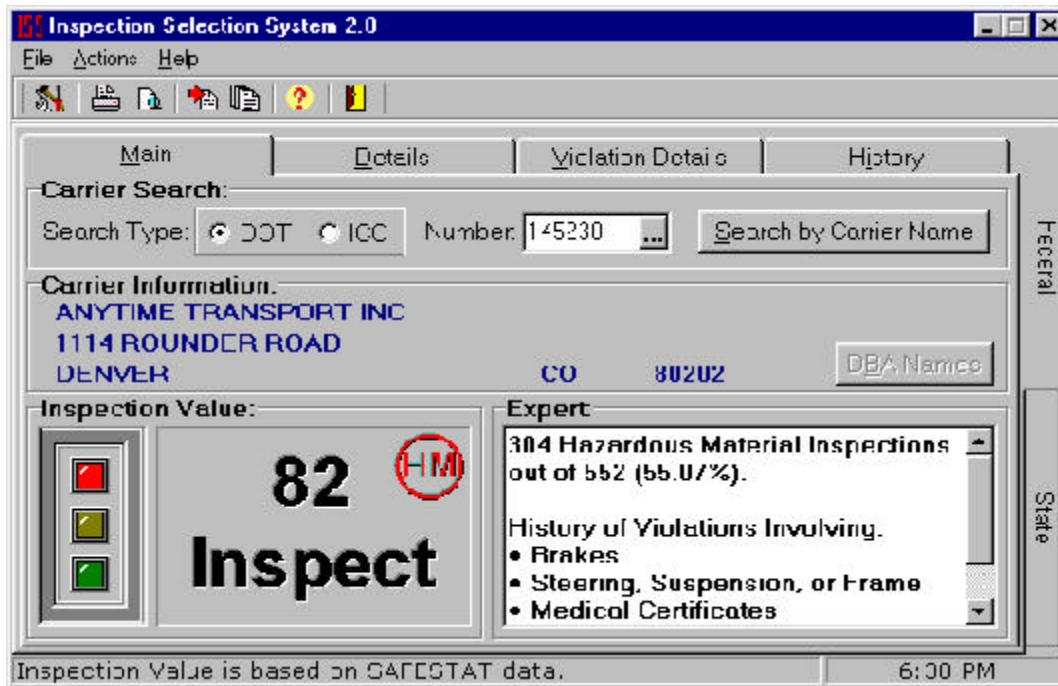 ISS Inspection Selection System 2.0
File Actions Help
Main Details Violation Details History
Carrier Search:
Search Type: DOT ICC Number: 145230 ... Search by Carrier Name
Carrier Information:
ANYTIME TRANSPORT INC
1114 ROUNDER ROAD
DENVER CO 80202
DBA Names
Inspection Value:
82
HM
Inspect
Expert
304 Hazardous Material Inspections
out of 552 (55.07%).
History of Violations Involving:
• Brakes
• Steering, Suspension, or Frame
• Medical Certificates
Federal
State
Inspection Value is based on SAFESTAT data.
6:30 PM